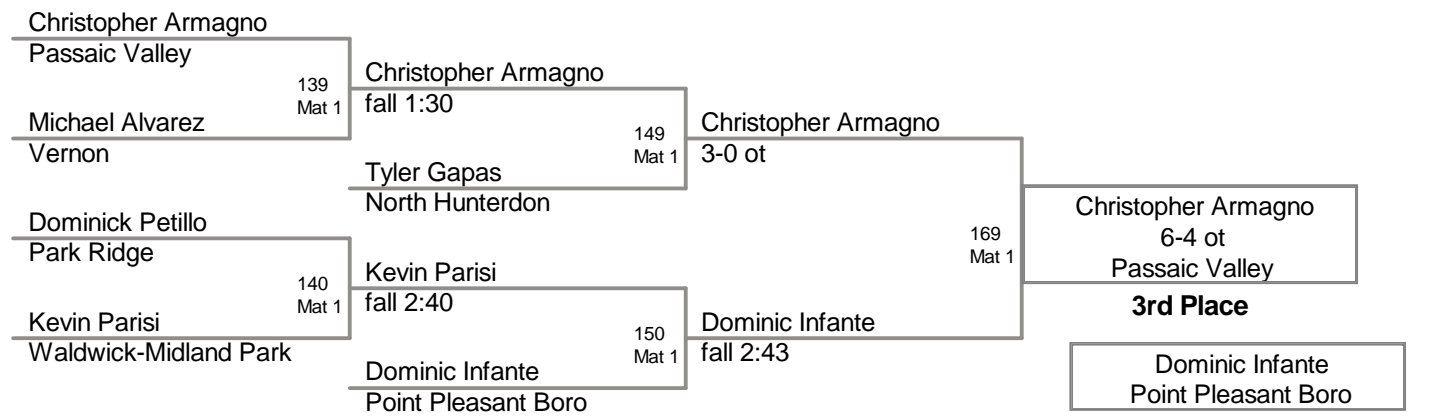 Christopher Armagno
Passaic Valley
139
Mat 1
Michael Alvarez
Vernon
Dominick Petillo
Park Ridge
140
Mat 1
Kevin Parisi
Waldwick-Midland Park
Christopher Armagno
fall 1:30
149
Mat 1
Tyler Gapas
North Hunterdon
Kevin Parisi
fall 2:40
150
Mat 1
Dominic Infante
Point Pleasant Boro
Christopher Armagno
3-0 ot
169
Mat 1
Dominic Infante
fall 2:43
Christopher Armagno
6-4 ot
Passaic Valley
3rd Place
Dominic Infante
Point Pleasant Boro